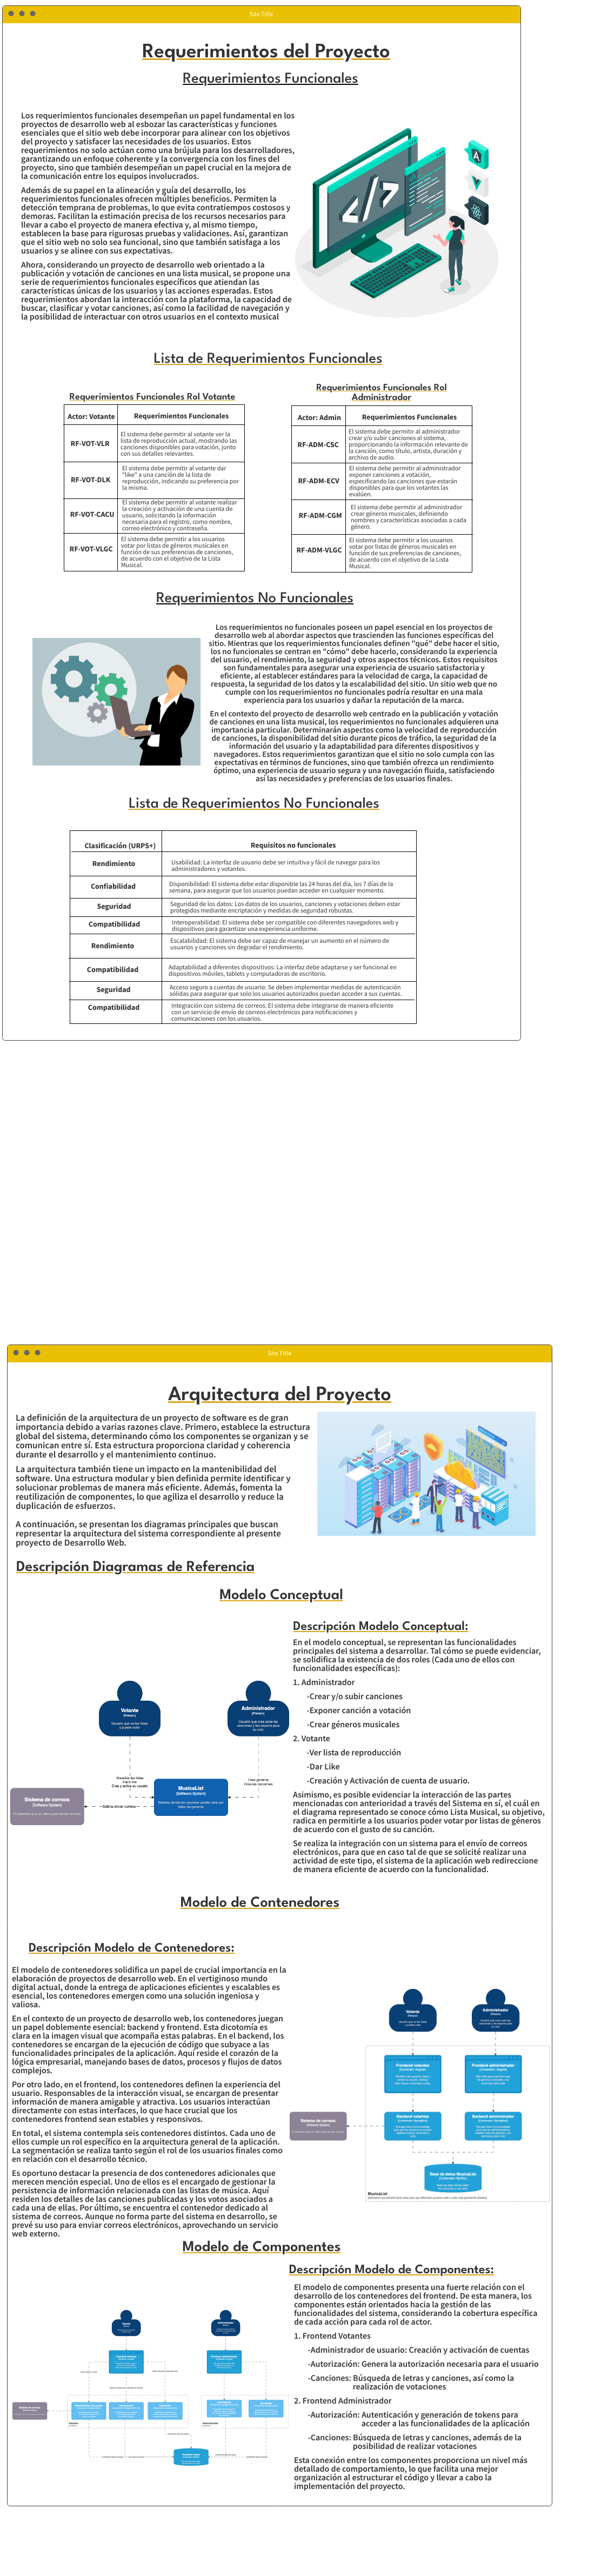 Site Title
Requerimientos del Proyecto
Requerimientos Funcionales
Los requerimientos funcionales desempeñan un papel fundamental en los
proyectos de desarrollo web al esbozar las características y funciones
esenciales que el sitio web debe incorporar para alinear con los objetivos
del proyecto y satisfacer las necesidades de los usuarios. Estos
requerimientos no solo actúan como una brújula para los desarrolladores,
garantizando un enfoque coherente y la convergencia con los fines del
proyecto, sino que también desempeñan un papel crucial en la mejora de
la comunicación entre los equipos involucrados.
Además de su papel en la alineación y guía del desarrollo, los
requerimientos funcionales ofrecen múltiples beneficios. Permiten la
detección temprana de problemas, lo que evita contratiempos costosos y
demoras. Facilitan la estimación precisa de los recursos necesarios para
llevar a cabo el proyecto de manera efectiva y, al mismo tiempo,
establecen la base para rigurosas pruebas y validaciones. Así, garantizan
que el sitio web no solo sea funcional, sino que también satisfaga a los
usuarios y se alinee con sus expectativas.
Ahora, considerando un proyecto de desarrollo web orientado a la
publicación y votación de canciones en una lista musical, se propone una
serie de requerimientos funcionales específicos que atiendan las
características únicas de los usuarios y las acciones esperadas. Estos
requerimientos abordan la interacción con la plataforma, la capacidad de
buscar, clasificar y votar canciones, así como la facilidad de navegación y
la posibilidad de interactuar con otros usuarios en el contexto musical
Lista de Requerimientos Funcionales
Requerimientos Funcionales Rol Votante
Actor: Votante Requerimientos Funcionales
RF-VOT-VLR
El sistema debe permitir al votante ver la
lista de reproducción actual, mostrando las
canciones disponibles para votación, junto
con sus detalles relevantes.
RF-VOT-DLK
El sistema debe permitir al votante dar
"like" a una canción de la lista de
reproducción, indicando su preferencia por
la misma.
RF-VOT-CACU
El sistema debe permitir al votante realizar
la creación y activación de una cuenta de
usuario, solicitando la información
necesaria para el registro, como nombre,
correo electrónico y contraseña.
RF-VOT-VLGC
El sistema debe permitir a los usuarios
votar por listas de géneros musicales en
función de sus preferencias de canciones,
de acuerdo con el objetivo de la Lista
Musical.
Requerimientos Funcionales Rol
Administrador
Actor: Admin Requerimientos Funcionales
RF-ADM-CSC
El sistema debe permitir al administrador
crear y/o subir canciones al sistema,
proporcionando la información relevante de
la canción, como título, artista, duración y
archivo de audio.
RF-ADM-ECV
El sistema debe permitir al administrador
exponer canciones a votación,
especificando las canciones que estarán
disponibles para que los votantes las
evalúen.
RF-ADM-CGM
El sistema debe permitir al administrador
crear géneros musicales, definiendo
nombres y características asociadas a cada
género.
RF-ADM-VLGC
El sistema debe permitir a los usuarios
votar por listas de géneros musicales en
función de sus preferencias de canciones,
de acuerdo con el objetivo de la Lista
Musical.
Requerimientos No Funcionales
Los requerimientos no funcionales poseen un papel esencial en los proyectos de
desarrollo web al abordar aspectos que trascienden las funciones específicas del
sitio. Mientras que los requerimientos funcionales definen "qué" debe hacer el sitio,
los no funcionales se centran en "cómo" debe hacerlo, considerando la experiencia
del usuario, el rendimiento, la seguridad y otros aspectos técnicos. Estos requisitos
son fundamentales para asegurar una experiencia de usuario satisfactoria y
eficiente, al establecer estándares para la velocidad de carga, la capacidad de
respuesta, la seguridad de los datos y la escalabilidad del sitio. Un sitio web que no
cumple con los requerimientos no funcionales podría resultar en una mala
experiencia para los usuarios y dañar la reputación de la marca.
En el contexto del proyecto de desarrollo web centrado en la publicación y votación
de canciones en una lista musical, los requerimientos no funcionales adquieren una
importancia particular. Determinarán aspectos como la velocidad de reproducción
de canciones, la disponibilidad del sitio durante picos de tráfico, la seguridad de la
información del usuario y la adaptabilidad para diferentes dispositivos y
navegadores. Estos requerimientos garantizan que el sitio no solo cumpla con las
expectativas en términos de funciones, sino que también ofrezca un rendimiento
óptimo, una experiencia de usuario segura y una navegación fluida, satisfaciendo
así las necesidades y preferencias de los usuarios finales.
Lista de Requerimientos No Funcionales
Clasificación (URPS+) Requisitos no funcionales
Rendimiento
Usabilidad: La interfaz de usuario debe ser intuitiva y fácil de navegar para los
administradores y votantes.
Confiabilidad
Disponibilidad: El sistema debe estar disponible las 24 horas del día, los 7 días de la
semana, para asegurar que los usuarios puedan acceder en cualquier momento.
Seguridad
Seguridad de los datos: Los datos de los usuarios, canciones y votaciones deben estar
protegidos mediante encriptación y medidas de seguridad robustas.
Compatibilidad
Interoperabilidad: El sistema debe ser compatible con diferentes navegadores web y
dispositivos para garantizar una experiencia uniforme.
Rendimiento
Escalabilidad: El sistema debe ser capaz de manejar un aumento en el número de
usuarios y canciones sin degradar el rendimiento.
Compatibilidad
Adaptabilidad a diferentes dispositivos: La interfaz debe adaptarse y ser funcional en
dispositivos móviles, tablets y computadoras de escritorio.
Seguridad
Acceso seguro a cuentas de usuario: Se deben implementar medidas de autenticación
sólidas para asegurar que solo los usuarios autorizados puedan acceder a sus cuentas.
Compatibilidad
Integración con sistema de correos: El sistema debe integrarse de manera eficiente
con un servicio de envío de correos electrónicos para notificaciones y
comunicaciones con los usuarios.
Site Title
Arquitectura del Proyecto
La definición de la arquitectura de un proyecto de software es de gran
importancia debido a varias razones clave. Primero, establece la estructura
global del sistema, determinando cómo los componentes se organizan y se
comunican entre sí. Esta estructura proporciona claridad y coherencia
durante el desarrollo y el mantenimiento continuo.
La arquitectura también tiene un impacto en la mantenibilidad del
software. Una estructura modular y bien definida permite identificar y
solucionar problemas de manera más eficiente. Además, fomenta la
reutilización de componentes, lo que agiliza el desarrollo y reduce la
duplicación de esfuerzos.
A continuación, se presentan los diagramas principales que buscan
representar la arquitectura del sistema correspondiente al presente
proyecto de Desarrollo Web.
Descripción Diagramas de Referencia
Modelo Conceptual
Votante
[Person]
Administrador
[Person]
MusiceList
[Software System]
Sistema de correos
[Software System]
Descripción Modelo Conceptual:
En el modelo conceptual, se representan las funcionalidades
principales del sistema a desarrollar. Tal cómo se puede evidenciar,
se solidifica la existencia de dos roles (Cada uno de ellos con
funcionalidades específicas):
1. Administrador
-Crear y/o subir canciones
-Exponer canción a votación
-Crear géneros musicales
2. Votante
-Ver lista de reproducción
-Dar Like
-Creación y Activación de cuenta de usuario.
Asimismo, es posible evidenciar la interacción de las partes
mencionadas con anterioridad a través del Sistema en sí, el cuál en
el diagrama representado se conoce cómo Lista Musical, su objetivo,
radica en permitirle a los usuarios poder votar por listas de géneros
de acuerdo con el gusto de su canción.
Se realiza la integración con un sistema para el envío de correos
electrónicos, para que en caso tal de que se solicité realizar una
actividad de este tipo, el sistema de la aplicación web redireccione
de manera eficiente de acuerdo con la funcionalidad.
Modelo de Contenedores
Descripción Modelo de Contenedores:
El modelo de contenedores solidifica un papel de crucial importancia en la
elaboración de proyectos de desarrollo web. En el vertiginoso mundo
digital actual, donde la entrega de aplicaciones eficientes y escalables es
esencial, los contenedores emergen como una solución ingeniosa y
valiosa.
En el contexto de un proyecto de desarrollo web, los contenedores juegan
un papel doblemente esencial: backend y frontend. Esta dicotomía es
clara en la imagen visual que acompaña estas palabras. En el backend, los
contenedores se encargan de la ejecución de código que subyace a las
funcionalidades principales de la aplicación. Aquí reside el corazón de la
lógica empresarial, manejando bases de datos, procesos y flujos de datos
complejos.
Por otro lado, en el frontend, los contenedores definen la experiencia del
usuario. Responsables de la interacción visual, se encargan de presentar
información de manera amigable y atractiva. Los usuarios interactúan
directamente con estas interfaces, lo que hace crucial que los
contenedores frontend sean estables y responsivos.
En total, el sistema contempla seis contenedores distintos. Cada uno de
ellos cumple un rol específico en la arquitectura general de la aplicación.
La segmentación se realiza tanto según el rol de los usuarios finales como
en relación con el desarrollo técnico.
Es oportuno destacar la presencia de dos contenedores adicionales que
merecen mención especial. Uno de ellos es el encargado de gestionar la
persistencia de información relacionada con las listas de música. Aquí
residen los detalles de las canciones publicadas y los votos asociados a
cada una de ellas. Por último, se encuentra el contenedor dedicado al
sistema de correos. Aunque no forma parte del sistema en desarrollo, se
prevé su uso para enviar correos electrónicos, aprovechando un servicio
web externo.
Votante
Administrador
Frontend votantes
Frontend administrador
Sistema de correos
Backend votantes
Backend administrador
Base de datos MusiceList
MusiceList
Modelo de Componentes
Descripción Modelo de Componentes:
El modelo de componentes presenta una fuerte relación con el
desarrollo de los contenedores del frontend. De esta manera, los
componentes están orientados hacia la gestión de las
funcionalidades del sistema, considerando la cobertura específica
de cada acción para cada rol de actor.
1. Frontend Votantes
-Administrador de usuario: Creación y activación de cuentas
-Autorización: Genera la autorización necesaria para el usuario
-Canciones: Búsqueda de letras y canciones, así como la
realización de votaciones
2. Frontend Administrador
-Autorización: Autenticación y generación de tokens para
acceder a las funcionalidades de la aplicación
-Canciones: Búsqueda de letras y canciones, además de la
posibilidad de realizar votaciones
Esta conexión entre los componentes proporciona un nivel más
detallado de comportamiento, lo que facilita una mejor
organización al estructurar el código y llevar a cabo la
implementación del proyecto.